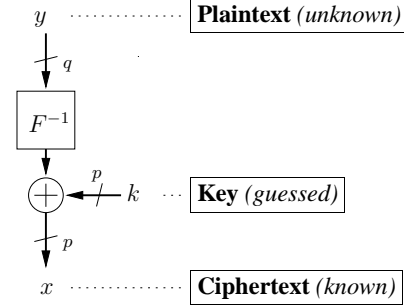 y Plaintext (unknown)
q
F⁻¹
p
k Key (guessed)
p
x Ciphertext (known)